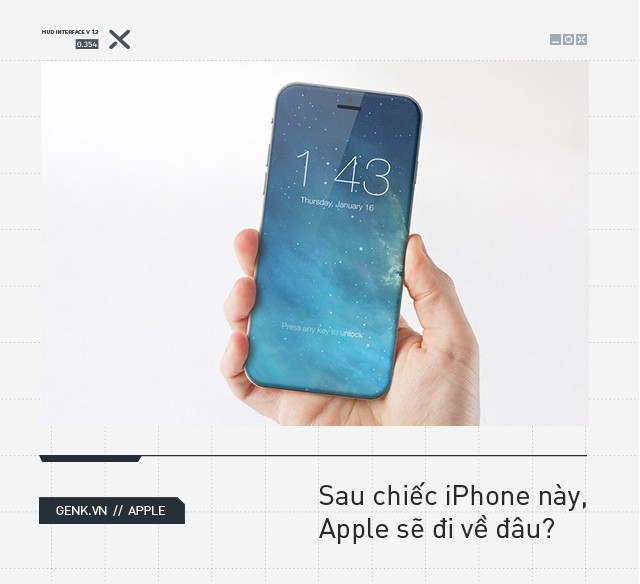 HUD INTERFACE V 1.2
0.354
1 43
Thursday, January 16
Press any key to unlock
GENK.VN // APPLE
Sau chiếc iPhone này,
Apple sẽ đi về đâu?